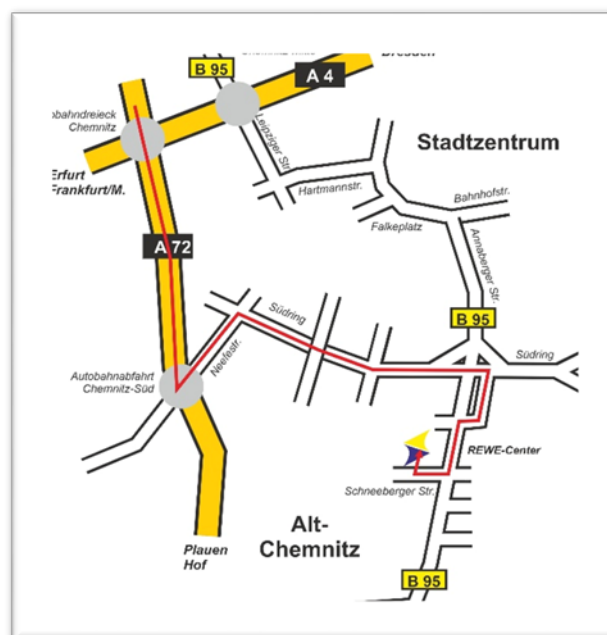 Dresden
B 95
A 4
nbahndreieck
Chemnitz
Leipziger Str.
Stadtzentrum
Erfurt
Frankfurt/M.
Hartmannstr.
Bahnhofstr.
Falkeplatz
Annaberger Str.
A 72
Südring
B 95
Neefestr.
Südring
Autobahnabfahrt
Chemnitz-Süd
REWE-Center
Schneeberger Str.
Alt-
Chemnitz
Plauen
Hof
B 95